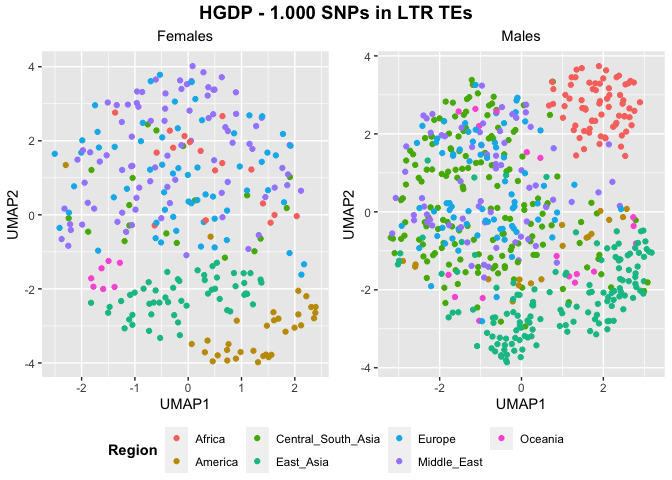 HGDP - 1.000 SNPs in LTR TEs
Females
Males
UMAP2
4
2
0
-2
-4
-2
-1
0
1
2
UMAP1
UMAP2
4
2
0
-2
-4
-2
0
2
UMAP1
Region
Africa
Central_South_Asia
Europe
Oceania
America
East_Asia
Middle_East